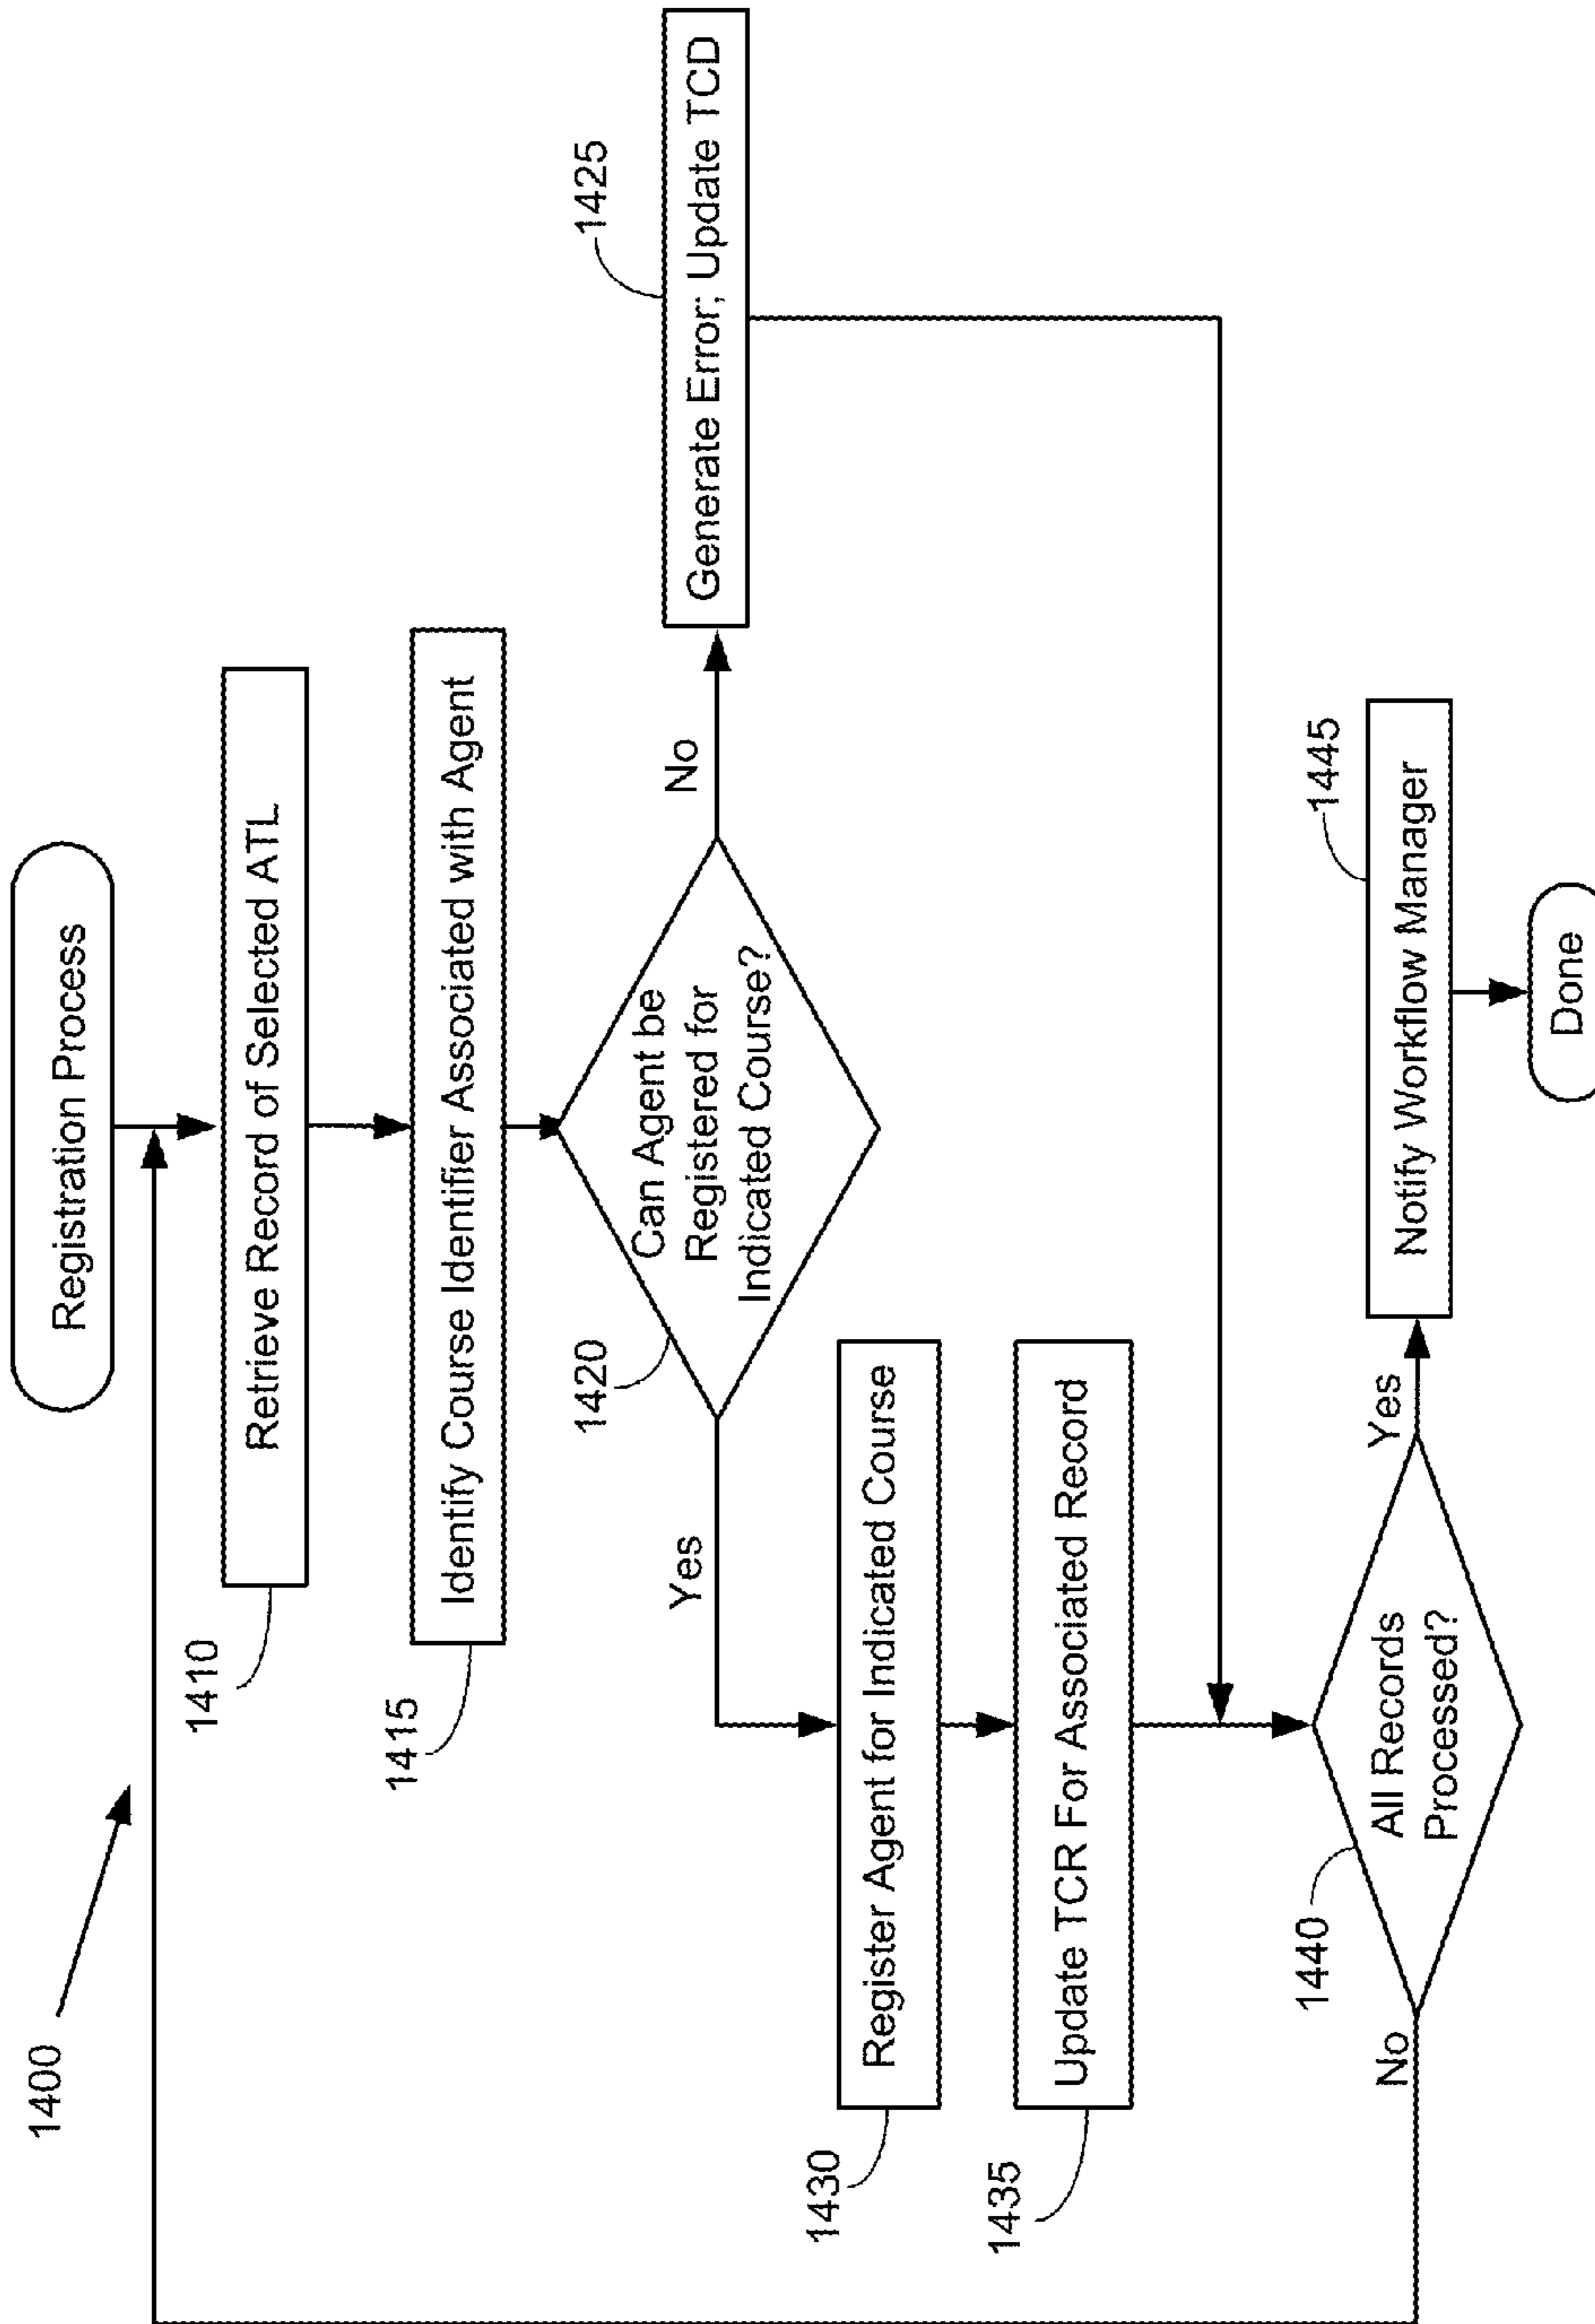 1400
Registration Process
1410
Retrieve Record of Selected ATL
1415
Identify Course Identifier Associated with Agent
1420
Can Agent be
Registered for
Indicated Course?
Yes
No
1425
Generate Error; Update TCD
1430
Register Agent for Indicated Course
1435
Update TCR For Associated Record
1440
All Records
Processed?
No
Yes
1445
Notify Workflow Manager
Done